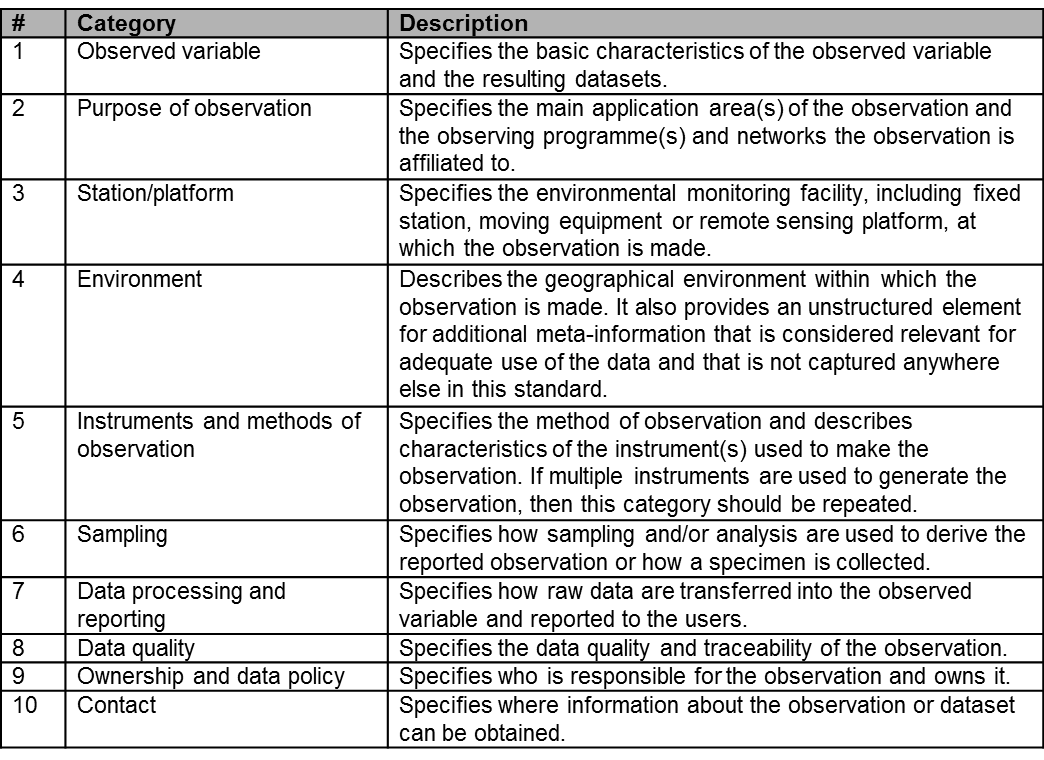 # Category Description
1 Observed variable Specifies the basic characteristics of the observed variable
and the resulting datasets.
2 Purpose of observation Specifies the main application area(s) of the observation and
the observing programme(s) and networks the observation is
affiliated to.
3 Station/platform Specifies the environmental monitoring facility, including fixed
station, moving equipment or remote sensing platform, at
which the observation is made.
4 Environment Describes the geographical environment within which the
observation is made. It also provides an unstructured element
for additional meta-information that is considered relevant for
adequate use of the data and that is not captured anywhere
else in this standard.
5 Instruments and methods of Specifies the method of observation and describes
observation characteristics of the instrument(s) used to make the
observation. If multiple instruments are used to generate the
observation, then this category should be repeated.
6 Sampling Specifies how sampling and/or analysis are used to derive the
reported observation or how a specimen is collected.
7 Data processing and Specifies how raw data are transferred into the observed
reporting variable and reported to the users.
8 Data quality Specifies the data quality and traceability of the observation.
9 Ownership and data policy Specifies who is responsible for the observation and owns it.
10 Contact Specifies where information about the observation or dataset
can be obtained.